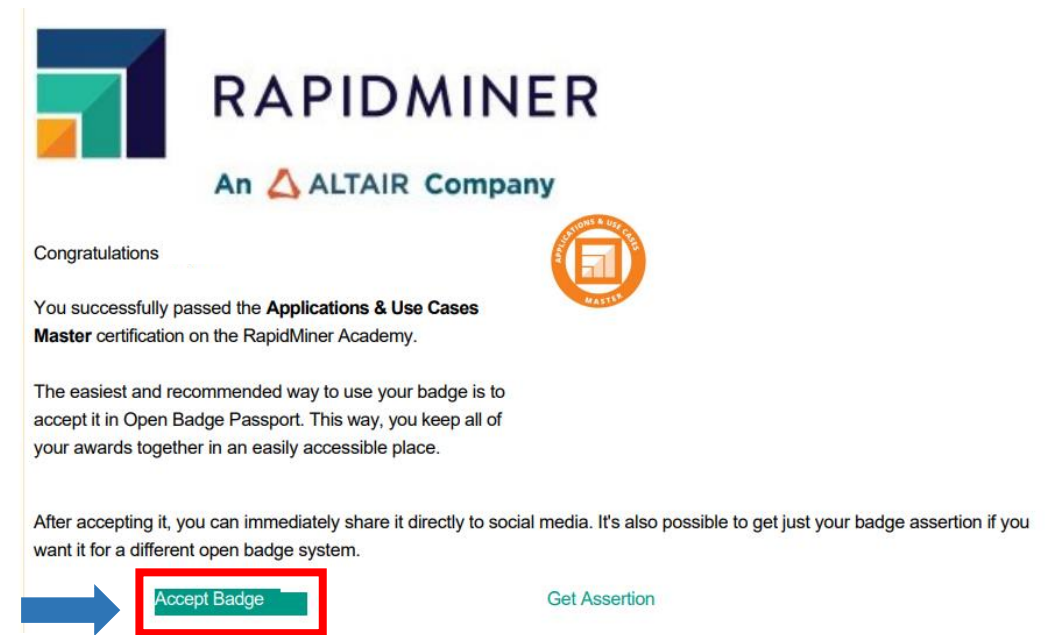 RAPIDMINER
An ALTAIR Company
APPLICATIONS & USE CASES
MASTER
Congratulations
You successfully passed the Applications & Use Cases
Master certification on the RapidMiner Academy.
The easiest and recommended way to use your badge is to
accept it in Open Badge Passport. This way, you keep all of
your awards together in an easily accessible place.
After accepting it, you can immediately share it directly to social media. It's also possible to get just your badge assertion if you
want it for a different open badge system.
Accept Badge
Get Assertion